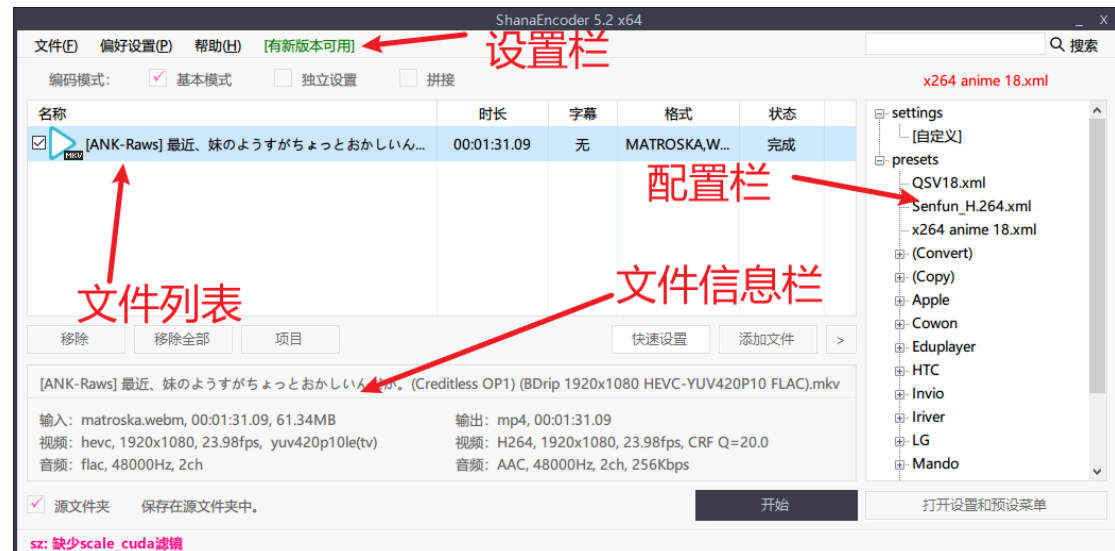 ShanaEncoder 5.2 x64
文件(F) 偏好设置(P) 帮助(H) [有新版本可用] 设置栏 搜索
编码模式: 基本模式 独立设置 拼接 x264 anime 18.xml
名称 时长 字幕 格式 状态
[ANK-Raws] 最近、妹のようすがちょっとおかしいん... 00:01:31.09 无 MATROSKA,W... 完成
MKV
settings
[自定义]
presets
QSV18.xml
Senfun_H.264.xml
x264 anime 18.xml
(Convert)
(Copy)
Apple
Cowon
Eduplayer
HTC
Invio
Iriver
LG
Mando
配置栏
文件列表
文件信息栏
移除 移除全部 项目 快速设置 添加文件 >
[ANK-Raws] 最近、妹のようすがちょっとおかしいん が。(Creditless OP1) (BDrip 1920x1080 HEVC-YUV420P10 FLAC).mkv
输入: matroska.webm, 00:01:31.09, 61.34MB
视频: hevc, 1920x1080, 23.98fps, yuv420p10le(tv)
音频: flac, 48000Hz, 2ch
输出: mp4, 00:01:31.09
视频: H264, 1920x1080, 23.98fps, CRF Q=20.0
音频: AAC, 48000Hz, 2ch, 256Kbps
源文件夹 保存在源文件夹中。 开始 打开设置和预设菜单
sz: 缺少scale_cuda滤镜